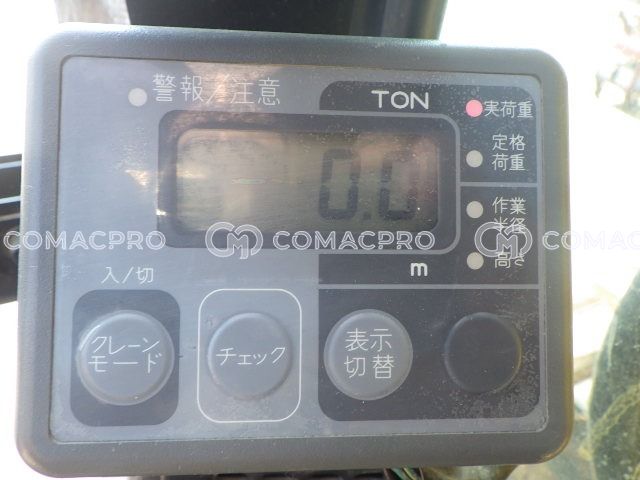 警報/注意
TON
実荷重
定格
荷重
0.0
作業
半径
COMACPRO COMACPRO COM
m
高さ
入/切
クレーン
モード
チェック
表示
切替